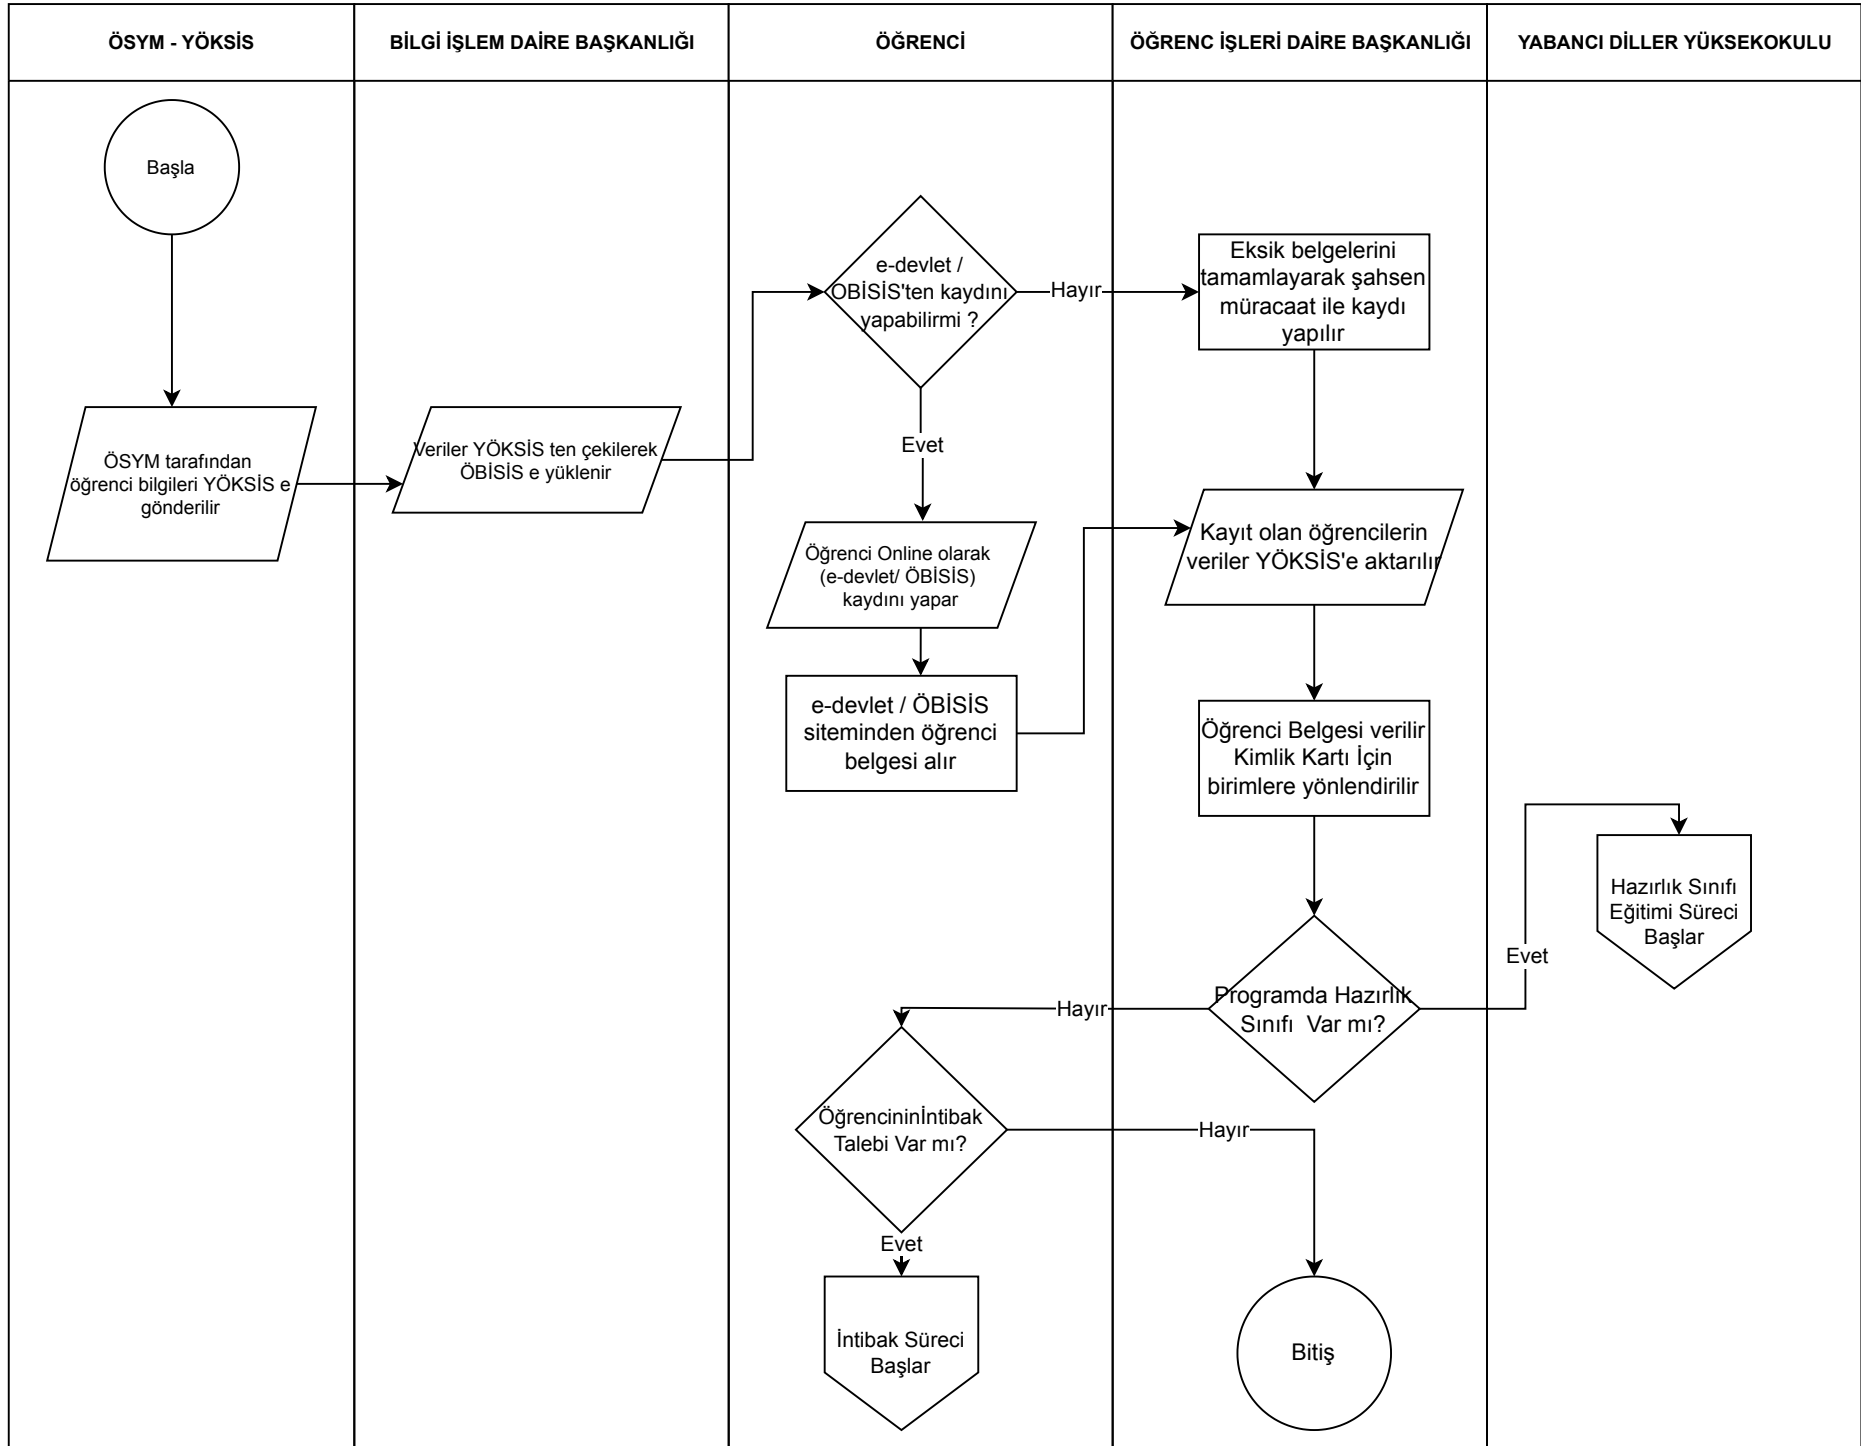 ÖSYM - YÖKSİS
BİLGİ İŞLEM DAİRE BAŞKANLIĞI
ÖĞRENCİ
ÖĞRENC İŞLERİ DAİRE BAŞKANLIĞI
YABANCI DİLLER YÜKSEKOKULU
Başla
ÖSYM tarafından
öğrenci bilgileri YÖKSİS e
gönderilir
Veriler YÖKSİS ten çekilerek
ÖBİSİS e yüklenir
e-devlet /
OBİSİS'ten kaydını
yapabilirmi ?
Hayır
Eksik belgelerini
tamamlayarak şahsen
müracaat ile kaydı
yapılır
Evet
Öğrenci Online olarak
(e-devlet/ ÖBİSİS)
kaydını yapar
e-devlet / ÖBİSİS
siteminden öğrenci
belgesi alır
Kayıt olan öğrencilerin
veriler YÖKSİS'e aktarılır
Öğrenci Belgesi verilir
Kimlik Kartı İçin
birimlere yönlendirilir
Programda Hazırlık
Sınıfı  Var mı?
Evet
Hazırlık Sınıfı
Eğitimi Süreci
Başlar
Hayır
Öğrencininİntibak
Talebi Var mı?
Hayır
Evet
İntibak Süreci
Başlar
Bitiş